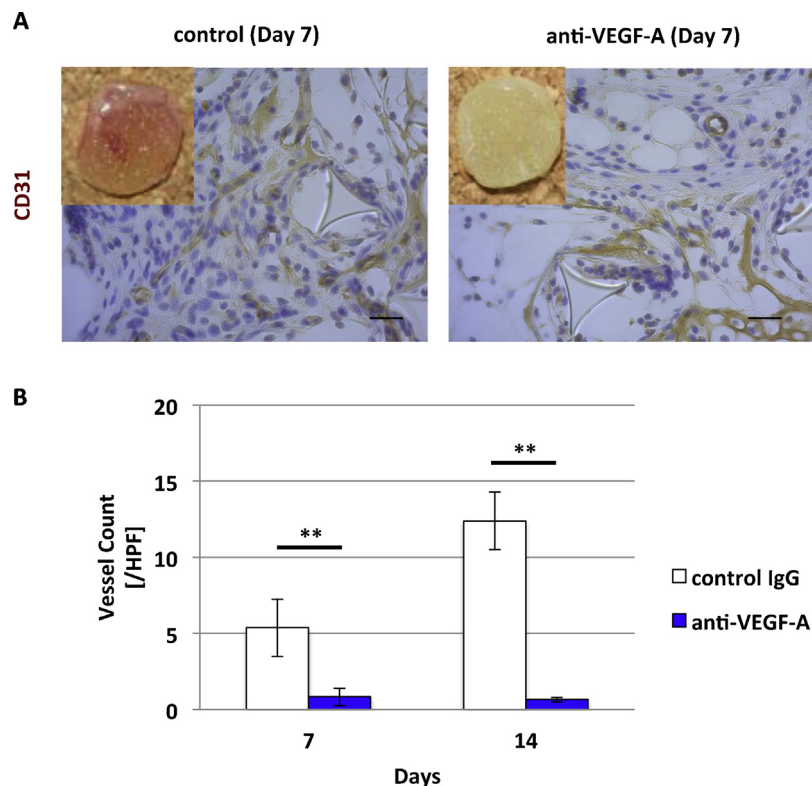 A
control (Day 7)
anti-VEGF-A (Day 7)
CD31
B
20
15
10
5
0
Vessel Count
[/HPF]
**
**
control IgG
anti-VEGF-A
7
14
Days